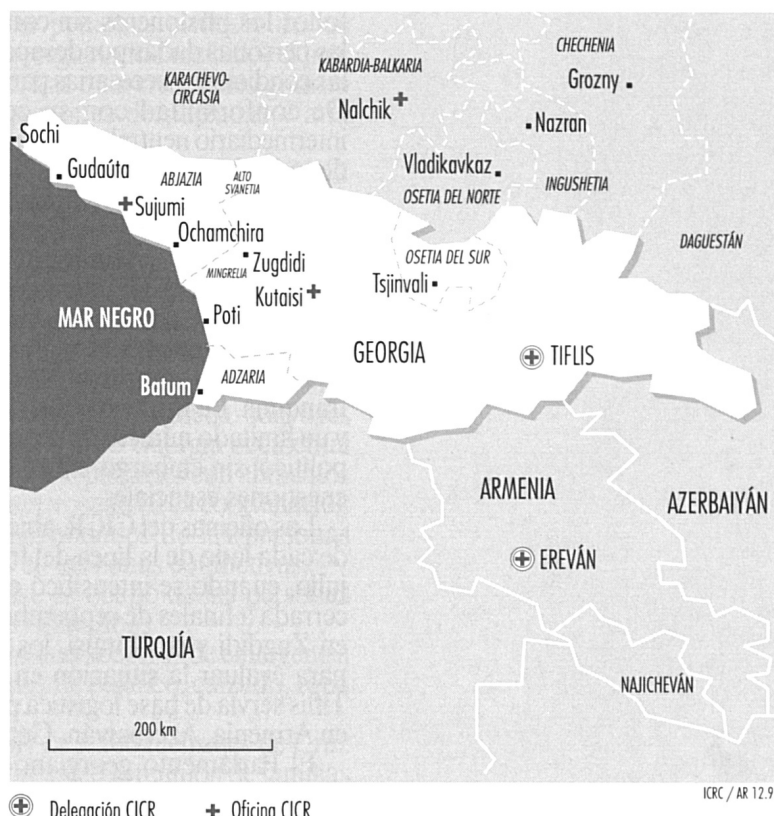 CHECHENIA
KABARDIA-BALKARIA
Grozny
KARACHEVO-
CIRCASIA
Nalchik
Nazran
Sochi
Vladikavkaz
Gudaúta
ABJAZIA
ALTO
SVANETIA
OSETIA DEL NORTE
INGUSHETIA
Sujumi
Ochamchira
DAGUESTÁN
Zugdidi
OSETIA DEL SUR
MINGRELIA
Tsjinvali
Kutaisi
MAR NEGRO
Poti
GEORGIA
TIFLIS
ADZARIA
Batum
ARMENIA
AZERBAIYÁN
EREVÁN
TURQUÍA
NAJICHEVÁN
200 km
ICRC / AR 12.9
Delegación CICR
Oficina CICR